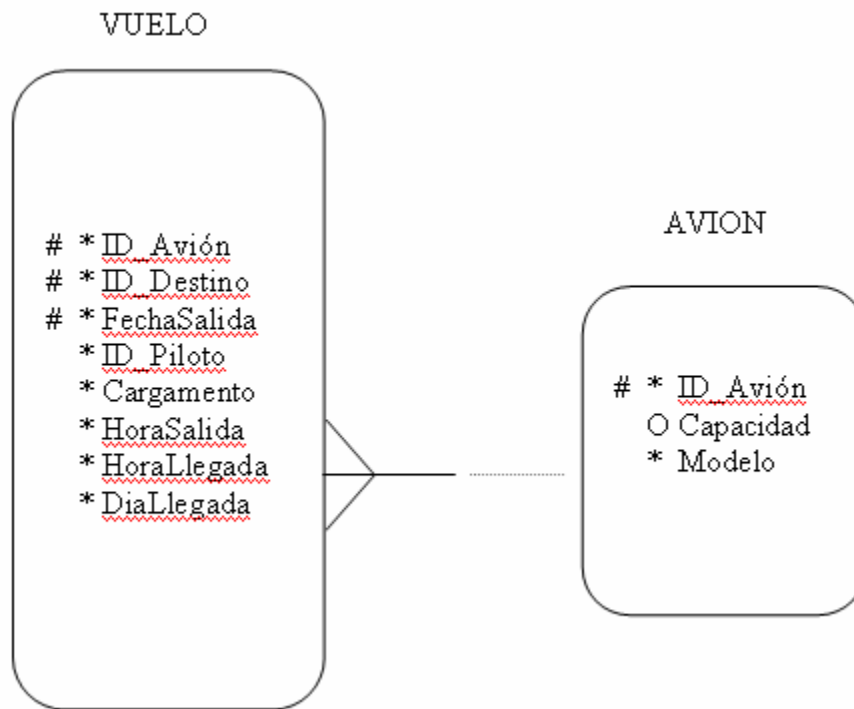 VUELO
# * ID_Avión
# * ID_Destino
# * FechaSalida
* ID_Piloto
* Cargamento
* HoraSalida
* HoraLlegada
* DiaLlegada
AVION
# * ID_Avión
O Capacidad
* Modelo